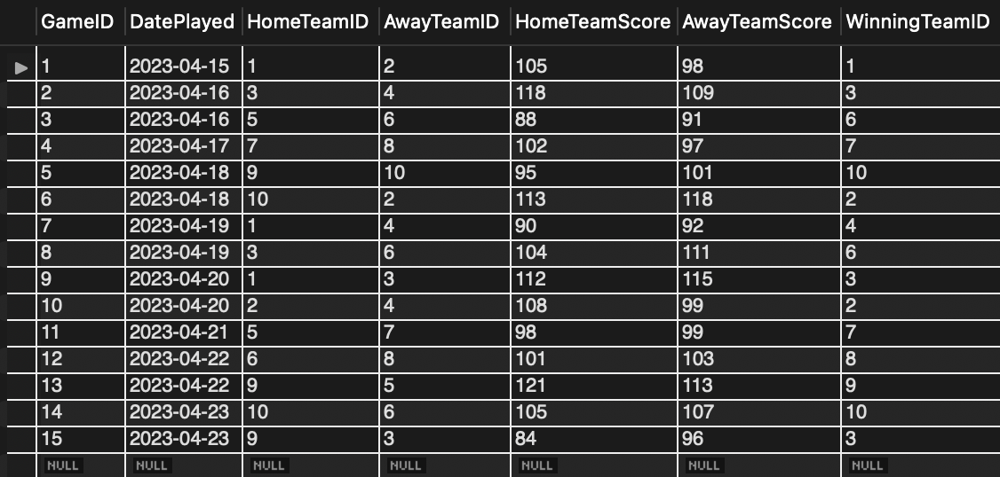 GameID DatePlayed HomeTeamID AwayTeamID HomeTeamScore AwayTeamScore WinningTeamID
1 2023-04-15 1 2 105 98 1
2 2023-04-16 3 4 118 109 3
3 2023-04-16 5 6 88 91 6
4 2023-04-17 7 8 102 97 7
5 2023-04-18 9 10 95 101 10
6 2023-04-18 10 2 113 118 2
7 2023-04-19 1 4 90 92 4
8 2023-04-19 3 6 104 111 6
9 2023-04-20 1 3 112 115 3
10 2023-04-20 2 4 108 99 2
11 2023-04-21 5 7 98 99 7
12 2023-04-22 6 8 101 103 8
13 2023-04-22 9 5 121 113 9
14 2023-04-23 10 6 105 107 10
15 2023-04-23 9 3 84 96 3
NULL NULL NULL NULL NULL NULL NULL